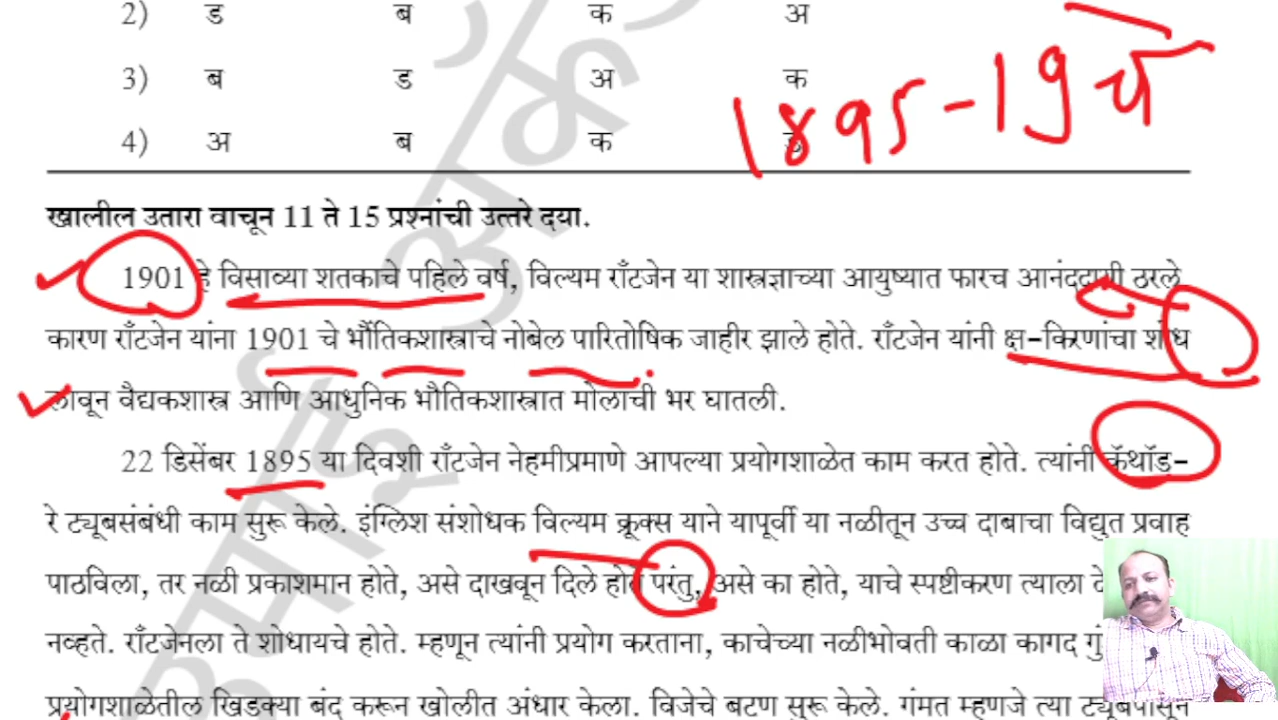 2) ड ब क अ
3) ब ड अ क
4) अ ब क
1895-19 चे
खालील उतारा वाचून 11 ते 15 प्रश्नांची उत्तरे दया.
1901 हे विसाव्या शतकाचे पहिले वर्ष, विल्यम राँटजेन या शास्त्रज्ञाच्या आयुष्यात फारच आनंददायी ठरले
कारण राँटजेन यांना 1901 चे भौतिकशास्त्राचे नोबेल पारितोषिक जाहीर झाले होते. राँटजेन यांनी क्ष-किरणांचा शोध
लावून वैद्यकशास्त्र आणि आधुनिक भौतिकशास्त्रात मोलाची भर घातली.
22 डिसेंबर 1895 या दिवशी राँटजेन नेहमीप्रमाणे आपल्या प्रयोगशाळेत काम करत होते. त्यांनी कॅथॉड-
रे ट्यूबसंबंधी काम सुरू केले. इंग्लिश संशोधक विल्यम क्रूक्स याने यापूर्वी या नळीतून उच्च दाबाचा विद्युत प्रवाह
पाठविला, तर नळी प्रकाशमान होते, असे दाखवून दिले होते परंतु, असे का होते, याचे स्पष्टीकरण त्याला
नव्हते. राँटजेनला ते शोधायचे होते. म्हणून त्यांनी प्रयोग करताना, काचेच्या नळीभोवती काळा कागद
प्रयोगशाळेतील खिडक्या बंद करून खोलीत अंधार केला. विजेचे बटण सुरू केले. गंमत म्हणजे त्या ट्यूबपासून